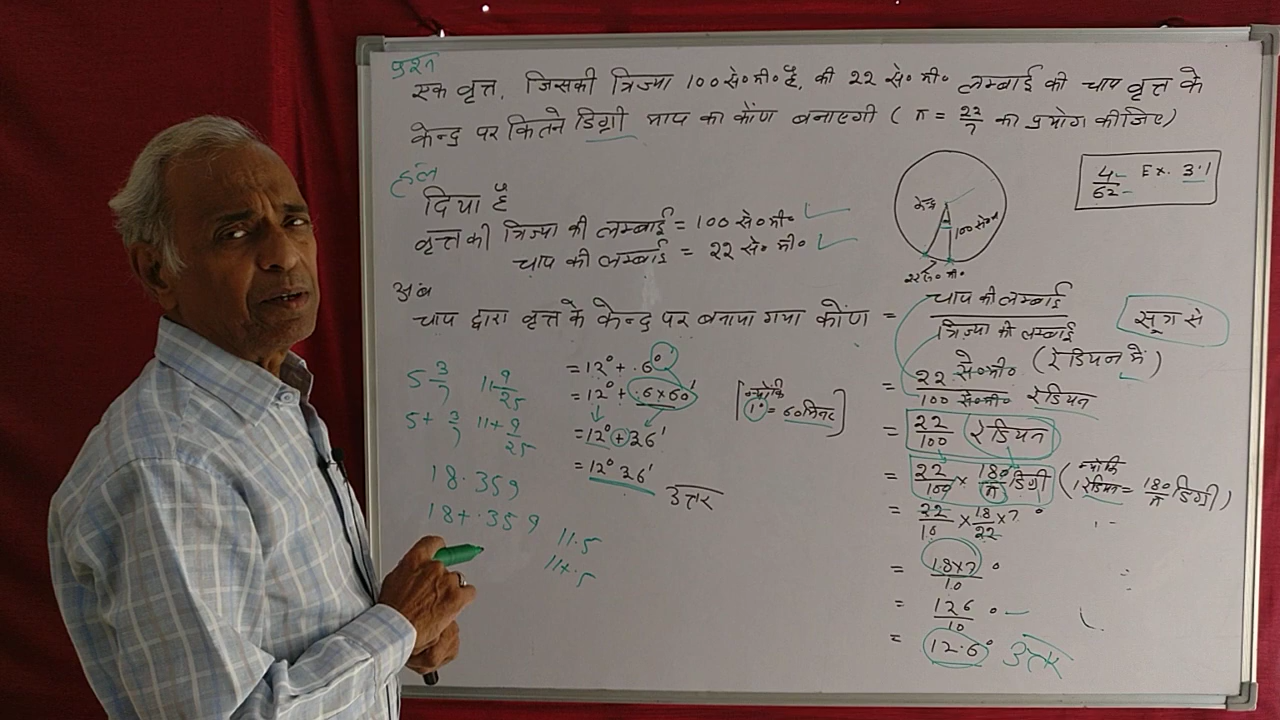 प्रश्न
एक वृत्त, जिसकी त्रिज्या 100 से॰मी॰ है, की 22 से॰ मी॰ लम्बाई की चाप वृत्त के
केन्द्र पर कितने डिग्री माप का कोंण बनाएगी ( π = 22/7 का प्रयोग कीजिए)
4/62 Ex. 3.1
हल
दिया है
वृत्त की त्रिज्या की लम्बाई = 100 से॰मी॰
चाप की लम्बाई = 22 से॰ मी॰
केन्द्र
100 से॰मी
22से॰ मी॰
अब
चाप द्वारा वृत्त के केन्द्र पर बनाया गया कोंण = चाप की लम्बाई/त्रिज्या की लम्बाई
सूत्र से
(रेडियन में)
= 22 से॰मी॰/100 से॰मी॰ रेडियन
= 22/100 रेडियन
= 22/100 × 180/π डिग्री (क्योंकि 1 रेडियन = 180/π डिग्री)
= 22/10 × 18/22 × 7°
= 18×7/10 °
= 126/10 °
= 12.6° उत्तर
= 12° + .6°
= 12° + .6×60' [क्योंकि 1° = 60 मिनट]
= 12° + 36'
= 12° 36' उत्तर
5 3/7 11 9/25
5 + 3/7 11 + 9/25
18.359
18+.359
11.5
11+.5